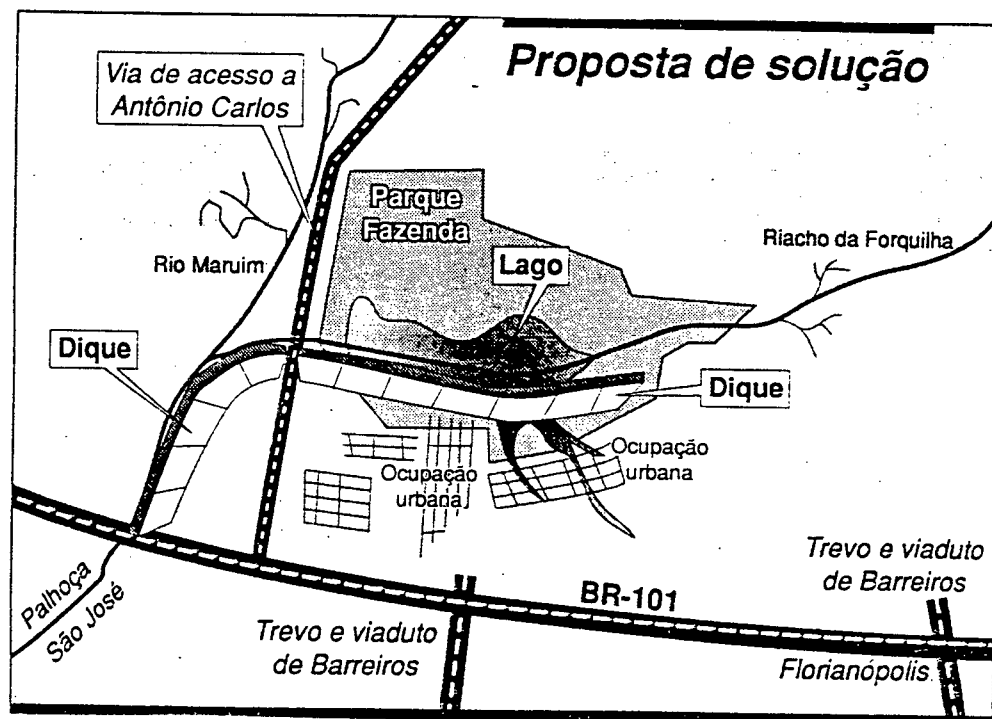 Proposta de solução
Via de acesso a
Antônio Carlos
Parque
Fazenda
Riacho da Forquilha
Lago
Rio Maruim
Dique
Dique
Ocupação
urbana
Ocupação
urbana
Palhoça
São José
BR-101
Trevo e viaduto
de Barreiros
Trevo e viaduto
de Barreiros
Florianópolis